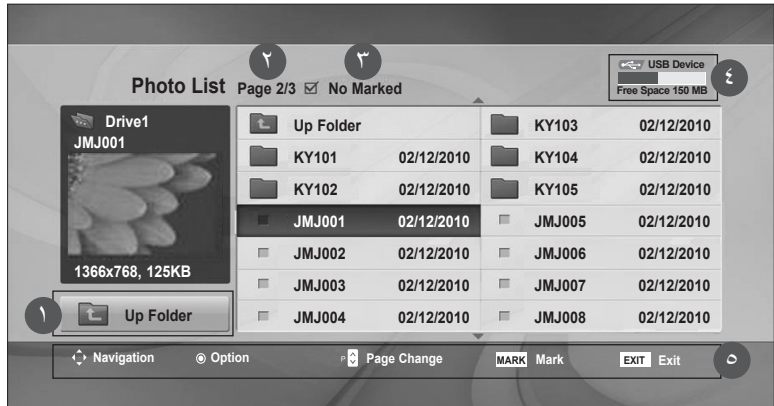 ٢ ٣
USB Device
Free Space 150 MB
٤
Photo List Page 2/3 No Marked
Drive1
JMJ001
1366x768, 125KB
Up Folder
KY101 02/12/2010
KY102 02/12/2010
JMJ001 02/12/2010
JMJ002 02/12/2010
JMJ003 02/12/2010
JMJ004 02/12/2010
KY103 02/12/2010
KY104 02/12/2010
KY105 02/12/2010
JMJ005 02/12/2010
JMJ006 02/12/2010
JMJ007 02/12/2010
JMJ008 02/12/2010
١ Up Folder
Navigation Option P Page Change MARK Mark EXIT Exit ٥